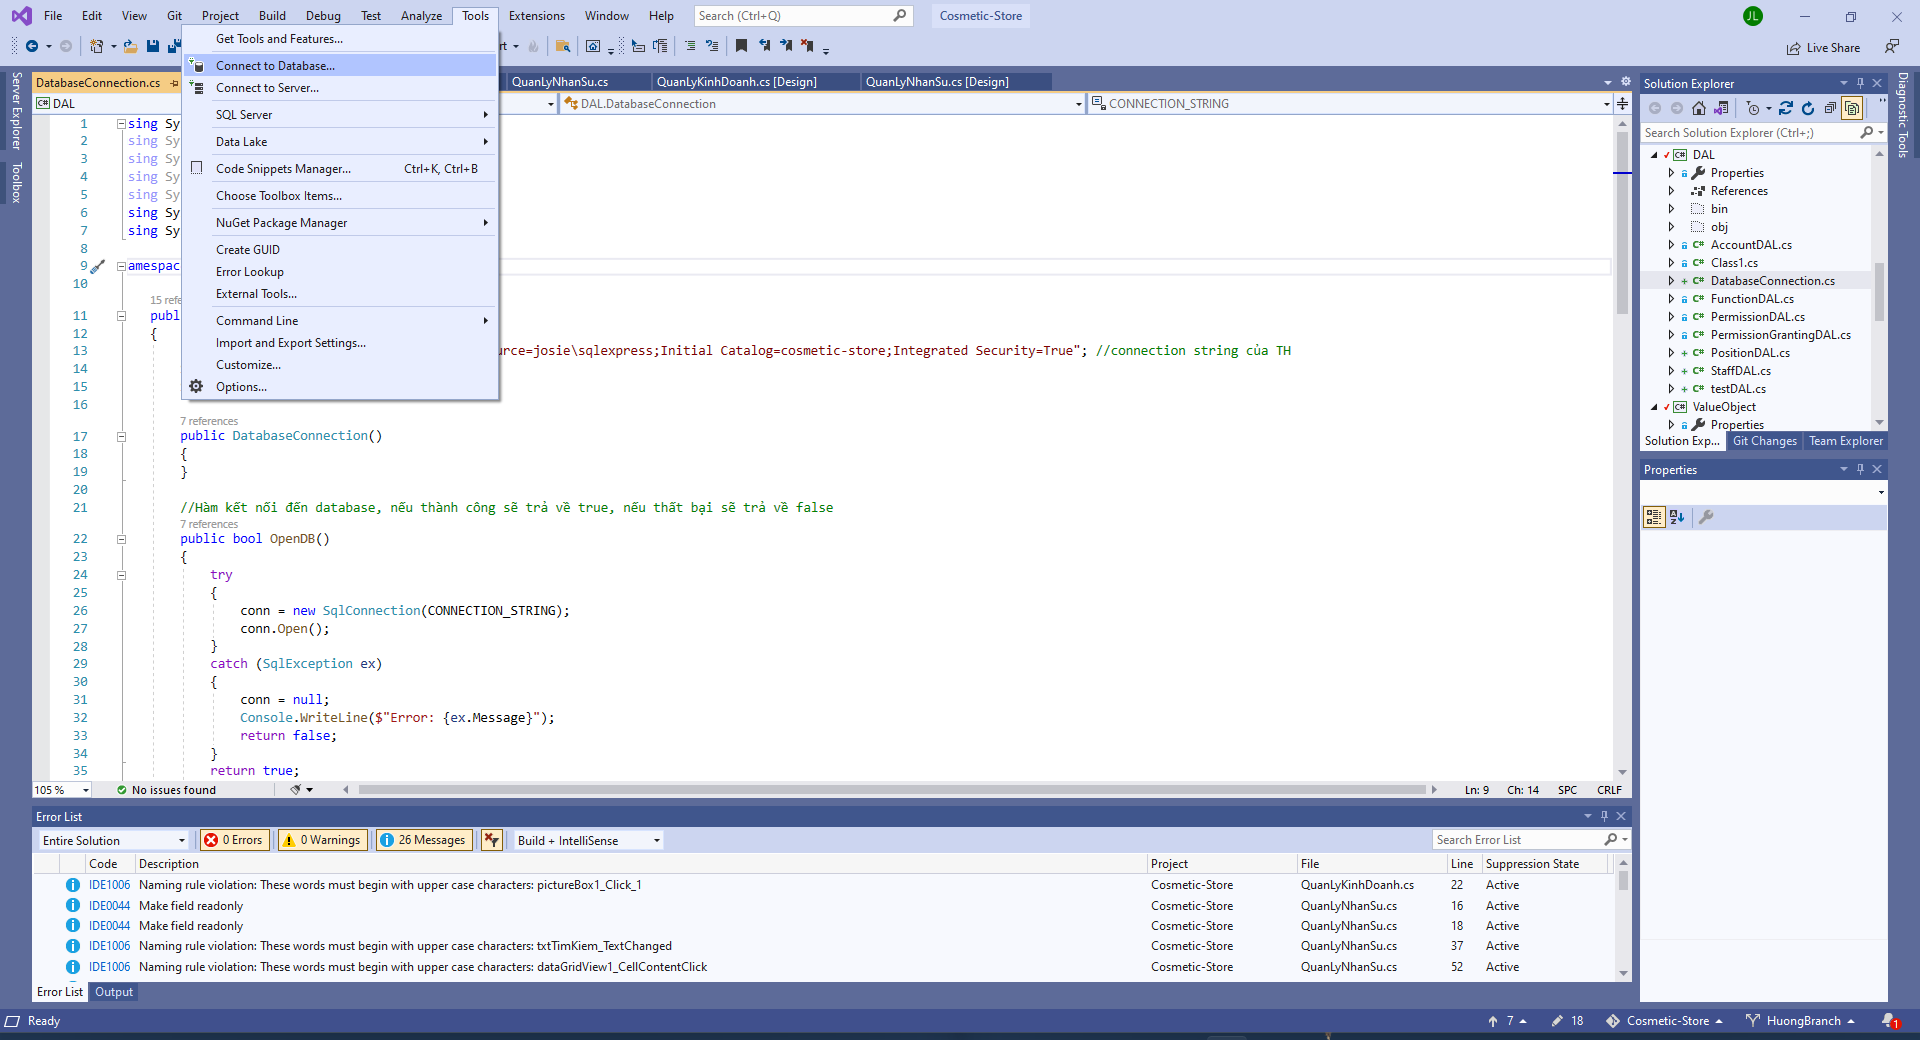 File Edit View Git Project Build Debug Test Analyze Tools Extensions Window Help Search (Ctrl+Q) Cosmetic-Store JL
Live Share
Server Explorer
Toolbox
Diagnostic Tools
DatabaseConnection.cs QuanLyNhanSu.cs QuanLyKinhDoanh.cs [Design] QuanLyNhanSu.cs [Design]
C# DAL DAL.DatabaseConnection CONNECTION_STRING
Get Tools and Features...
Connect to Database...
Connect to Server...
SQL Server
Data Lake
Code Snippets Manager... Ctrl+K, Ctrl+B
Choose Toolbox Items...
NuGet Package Manager
Create GUID
Error Lookup
External Tools...
Command Line
Import and Export Settings...
Customize...
Options...
1 sing Sy
2 sing Sy
3 sing Sy
4 sing Sy
5 sing Sy
6 sing Sy
7 sing Sy
8
9 amespac
10
15 refe
11 publ
12 {
13 urce=josie\sqlexpress;Initial Catalog=cosmetic-store;Integrated Security=True"; //connection string của TH
14
15
16
7 references
17 public DatabaseConnection()
18 {
19 }
20
21 //Hàm kết nối đến database, nếu thành công sẽ trả về true, nếu thất bại sẽ trả về false
7 references
22 public bool OpenDB()
23 {
24 try
25 {
26 conn = new SqlConnection(CONNECTION_STRING);
27 conn.Open();
28 }
29 catch (SqlException ex)
30 {
31 conn = null;
32 Console.WriteLine($"Error: {ex.Message}");
33 return false;
34 }
35 return true;
105 % No issues found Ln: 9 Ch: 14 SPC CRLF
Solution Explorer
Search Solution Explorer (Ctrl+;)
C# DAL
Properties
References
bin
obj
C# AccountDAL.cs
C# Class1.cs
C# DatabaseConnection.cs
C# FunctionDAL.cs
C# PermissionDAL.cs
C# PermissionGrantingDAL.cs
C# PositionDAL.cs
C# StaffDAL.cs
C# testDAL.cs
C# ValueObject
Properties
Solution Exp... Git Changes Team Explorer
Properties
Error List
Entire Solution 0 Errors 0 Warnings 26 Messages Build + IntelliSense Search Error List
Code Description Project File Line Suppression State
IDE1006 Naming rule violation: These words must begin with upper case characters: pictureBox1_Click_1 Cosmetic-Store QuanLyKinhDoanh.cs 22 Active
IDE0044 Make field readonly Cosmetic-Store QuanLyNhanSu.cs 16 Active
IDE0044 Make field readonly Cosmetic-Store QuanLyNhanSu.cs 18 Active
IDE1006 Naming rule violation: These words must begin with upper case characters: txtTimKiem_TextChanged Cosmetic-Store QuanLyNhanSu.cs 37 Active
IDE1006 Naming rule violation: These words must begin with upper case characters: dataGridView1_CellContentClick Cosmetic-Store QuanLyNhanSu.cs 52 Active
Error List Output
Ready 7 18 Cosmetic-Store HuongBranch 1